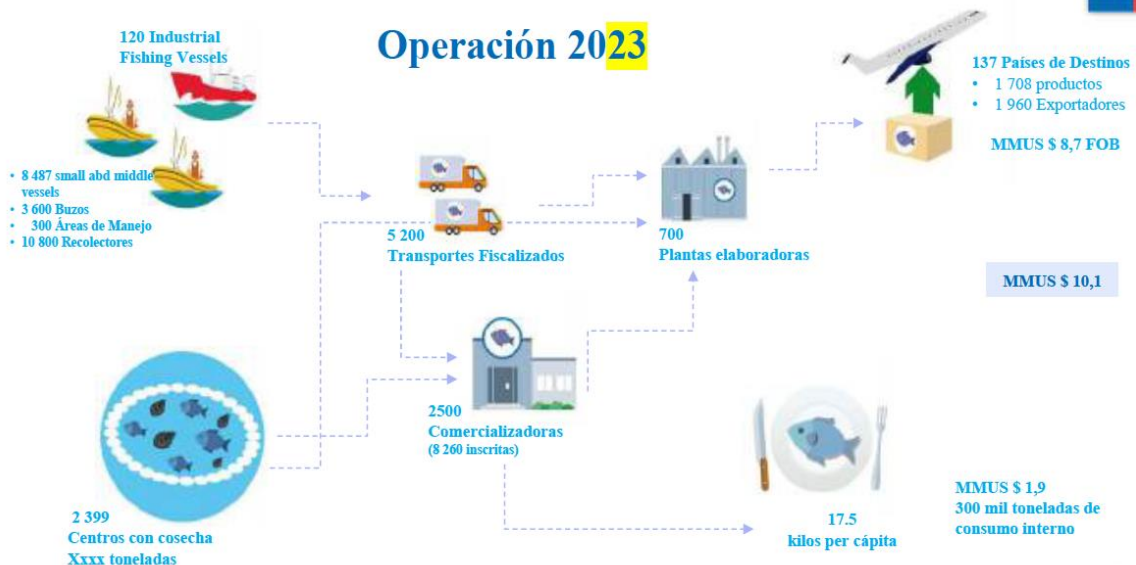 Operación 2023
120 Industrial
Fishing Vessels
• 8 487 small abd middle
vessels
• 3 600 Buzos
• 300 Áreas de Manejo
• 10 800 Recolectores
5 200
Transportes Fiscalizados
700
Plantas elaboradoras
137 Países de Destinos
• 1 708 productos
• 1 960 Exportadores
MMUS $ 8,7 FOB
MMUS $ 10,1
2500
Comercializadoras
(8 260 inscritas)
2 399
Centros con cosecha
Xxxx toneladas
17.5
kilos per cápita
MMUS $ 1,9
300 mil toneladas de
consumo interno